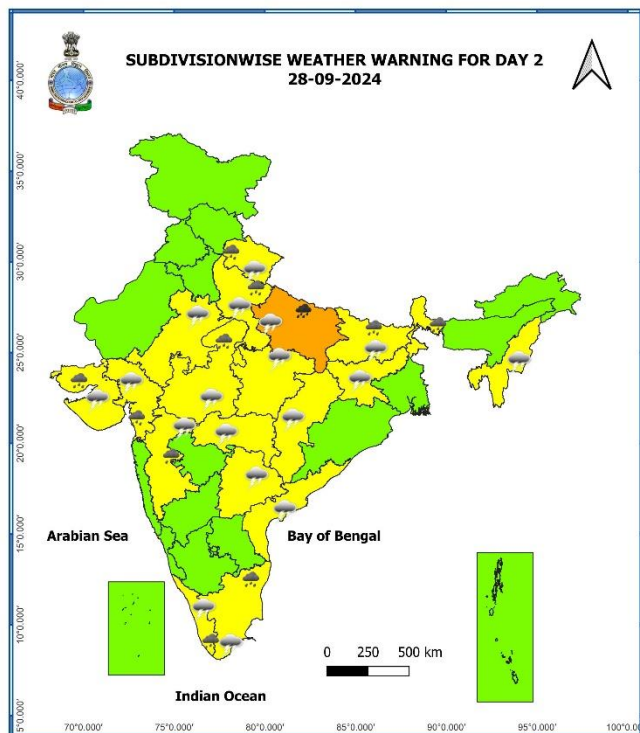 SUBDIVISIONWISE WEATHER WARNING FOR DAY 2
28-09-2024
40°0.000'
35°0.000'
30°0.000'
25°0.000'
20°0.000'
15°0.000'
10°0.000'
5°0.000'
Arabian Sea
Bay of Bengal
0 250 500 km
Indian Ocean
70°0.000' 75°0.000' 80°0.000' 85°0.000' 90°0.000' 95°0.000' 100°0.000'